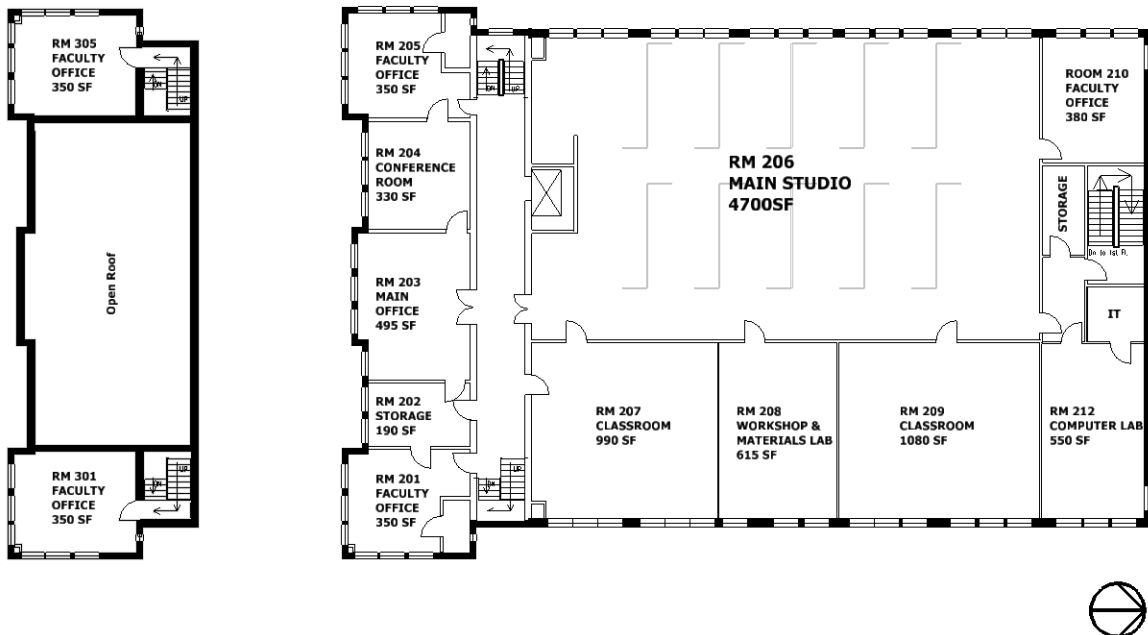 RM 305
FACULTY
OFFICE
350 SF
DN
UP
Open Roof
RM 301
FACULTY
OFFICE
350 SF
DN
UP
RM 205
FACULTY
OFFICE
350 SF
DN
UP
RM 204
CONFERENCE
ROOM
330 SF
RM 203
MAIN
OFFICE
495 SF
RM 202
STORAGE
190 SF
RM 201
FACULTY
OFFICE
350 SF
DN
UP
RM 206
MAIN STUDIO
4700SF
ROOM 210
FACULTY
OFFICE
380 SF
STORAGE
Dn to 1st FL
IT
RM 207
CLASSROOM
990 SF
RM 208
WORKSHOP &
MATERIALS LAB
615 SF
RM 209
CLASSROOM
1080 SF
RM 212
COMPUTER LAB
550 SF